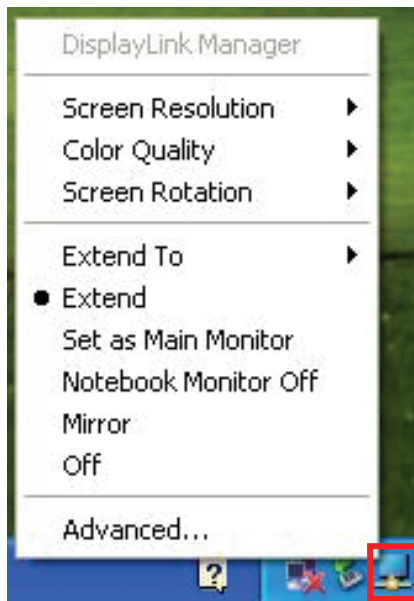 DisplayLink Manager
Screen Resolution
Color Quality
Screen Rotation
Extend To
Extend
Set as Main Monitor
Notebook Monitor Off
Mirror
Off
Advanced...
?